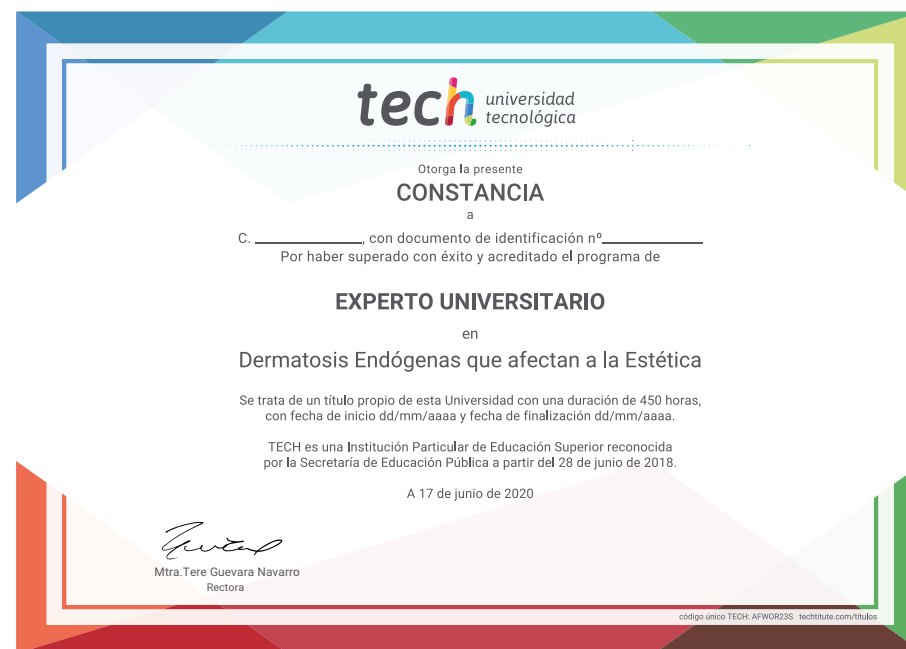 tech universidad
tecnológica
Otorga la presente
CONSTANCIA
a
C. ____________, con documento de identificación nº____________
Por haber superado con éxito y acreditado el programa de
EXPERTO UNIVERSITARIO
en
Dermatosis Endógenas que afectan a la Estética
Se trata de un título propio de esta Universidad con una duración de 450 horas,
con fecha de inicio dd/mm/aaaa y fecha de finalización dd/mm/aaaa.
TECH es una Institución Particular de Educación Superior reconocida
por la Secretaría de Educación Pública a partir del 28 de junio de 2018.
A 17 de junio de 2020
Mtra.Tere Guevara Navarro
Rectora
código único TECH: AFWOR23S techtitute.com/titulos